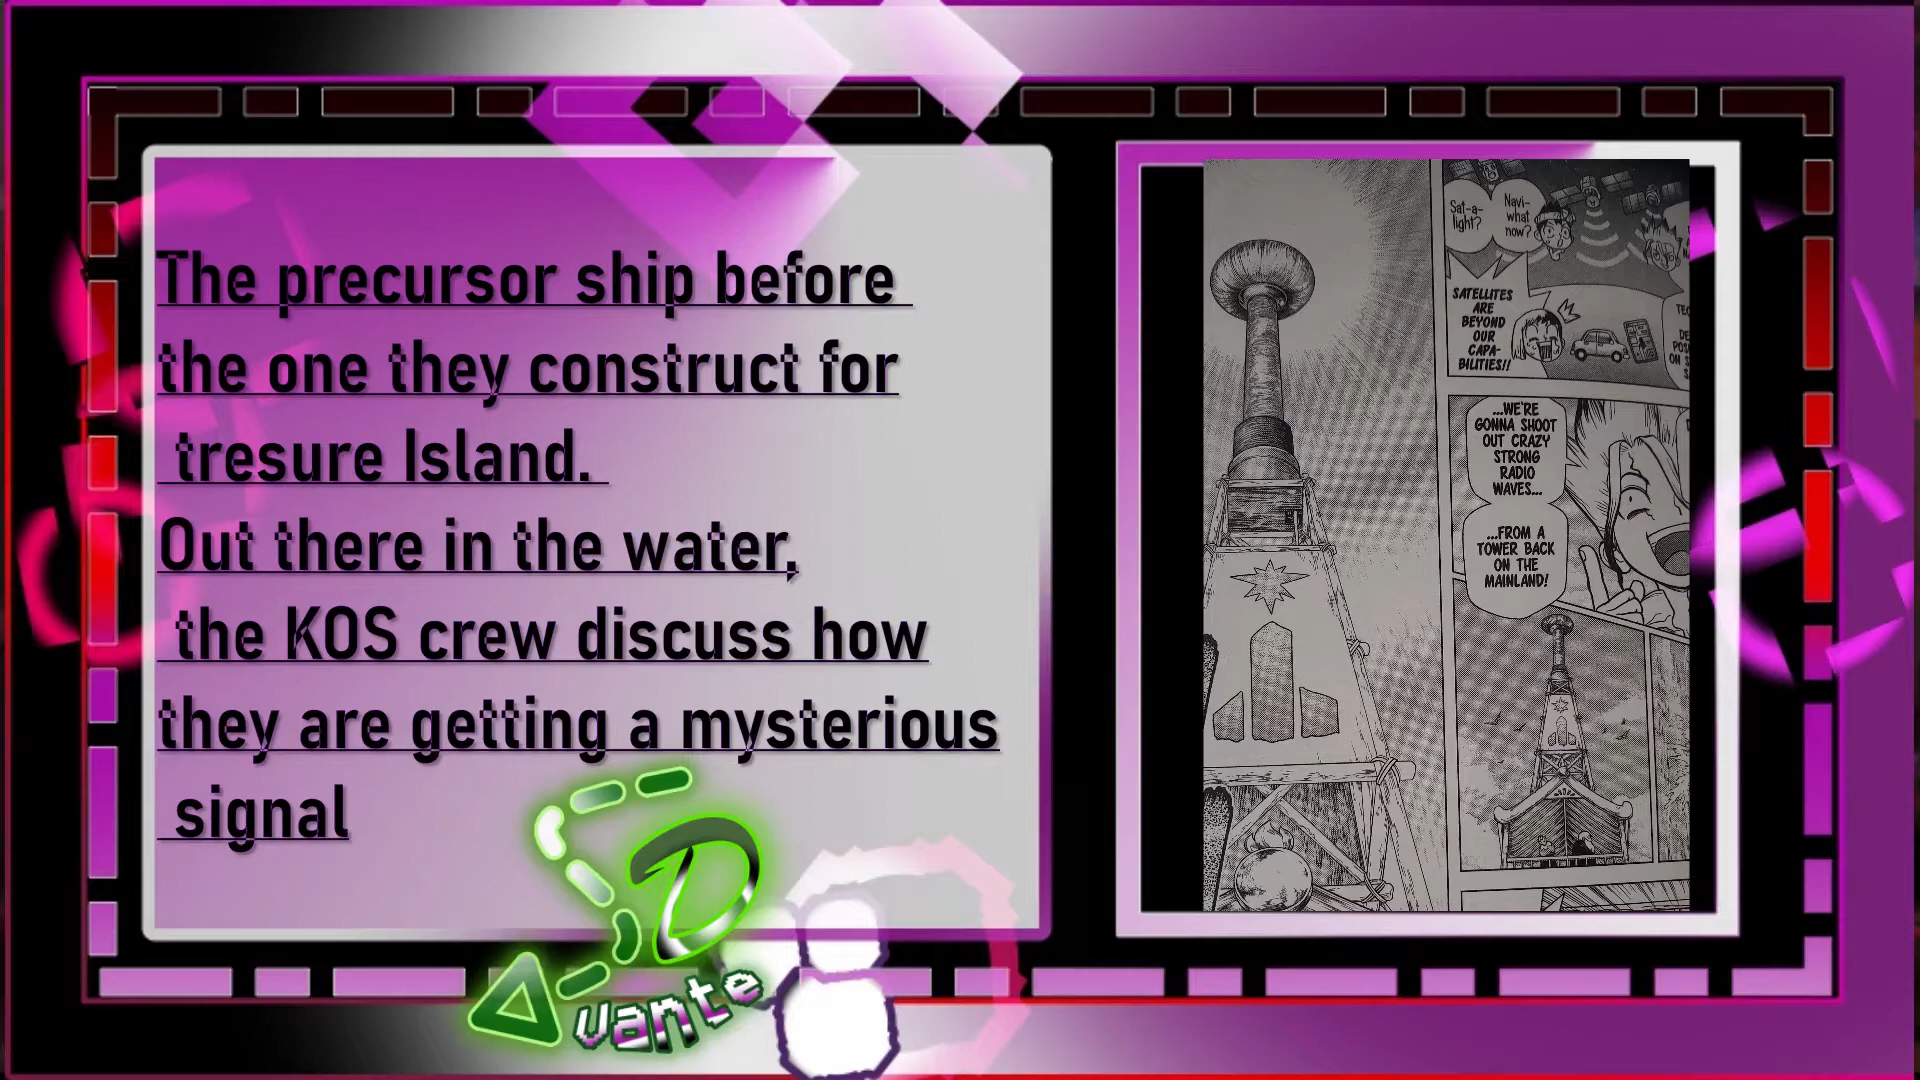 The precursor ship before
the one they construct for
tresure Island.
Out there in the water,
the KOS crew discuss how
they are getting a mysterious
signal
D
Avante
Sat-a-
light?
Navi-
what
now?
SATELLITES
ARE
BEYOND
OUR
CAPA-
BILITIES!!
...WE'RE
GONNA SHOOT
OUT CRAZY
STRONG
RADIO
WAVES...
...FROM A
TOWER BACK
ON THE
MAINLAND!